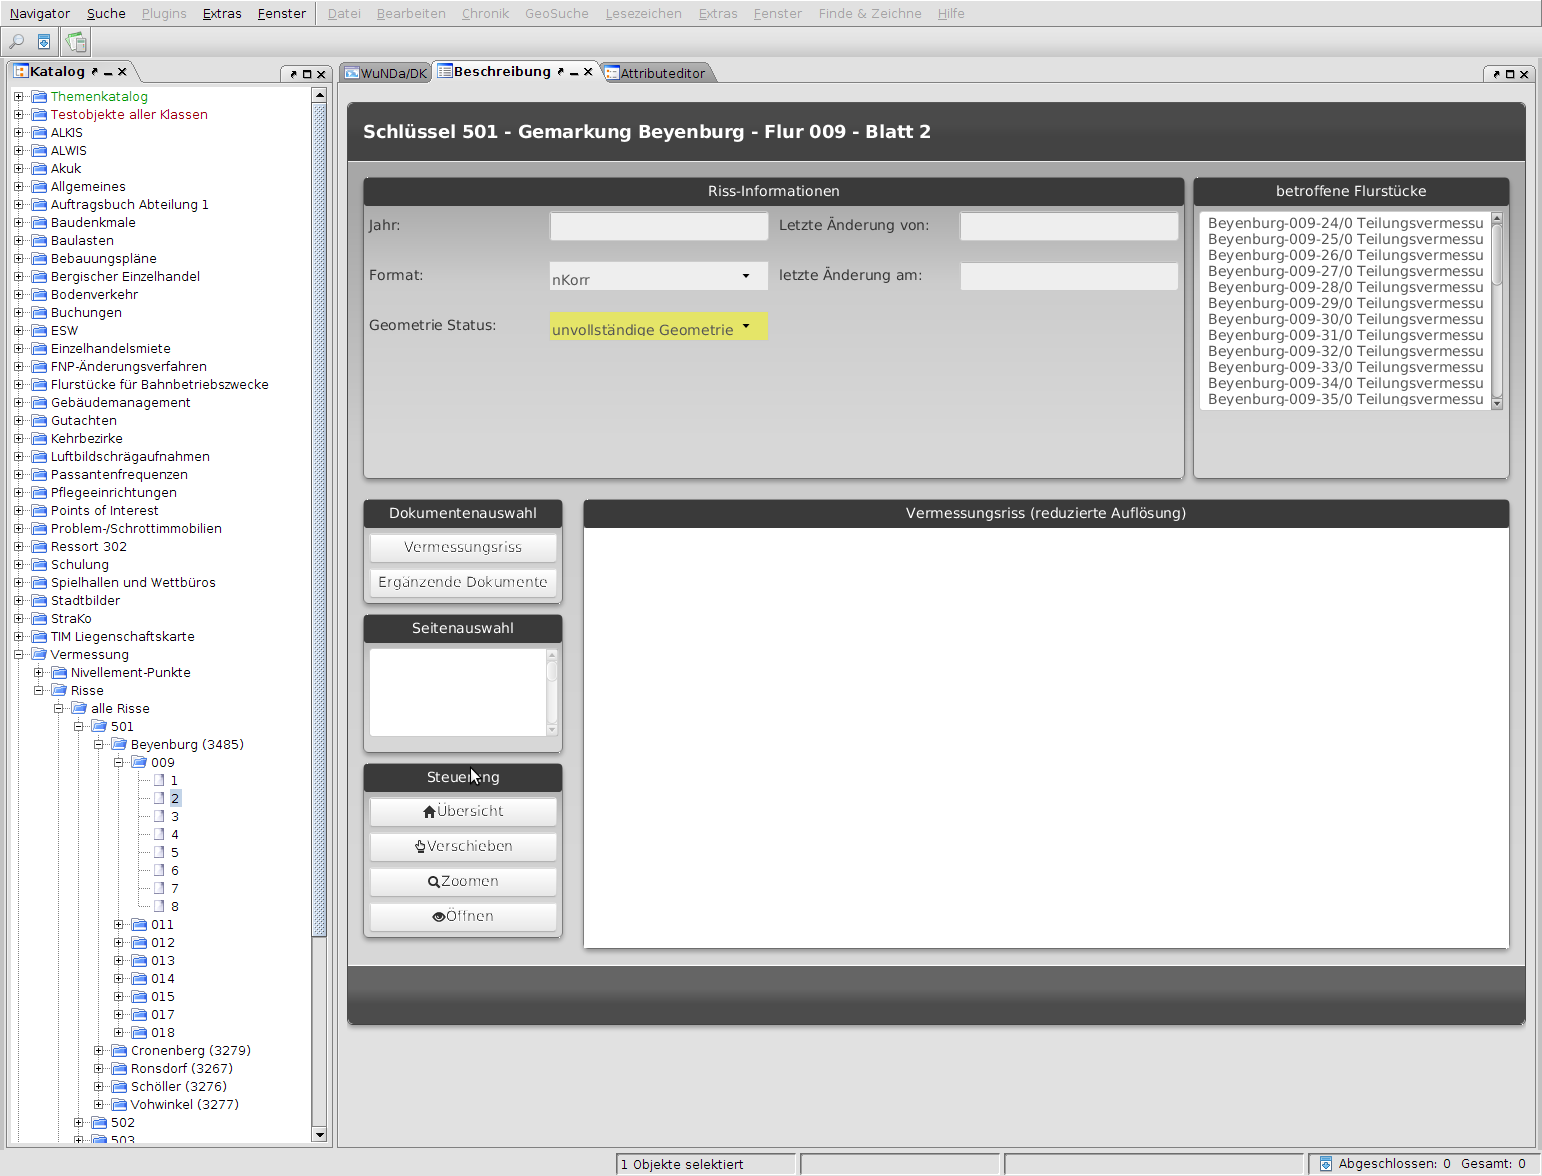 Navigator Suche Plugins Extras Fenster Datei Bearbeiten Chronik GeoSuche Lesezeichen Extras Fenster Finde & Zeichne Hilfe
Katalog
WuNDa/DK Beschreibung Attributeditor
Themenkatalog
Testobjekte aller Klassen
ALKIS
ALWIS
Akuk
Allgemeines
Auftragsbuch Abteilung 1
Baudenkmale
Baulasten
Bebauungspläne
Bergischer Einzelhandel
Bodenverkehr
Buchungen
ESW
Einzelhandelsmiete
FNP-Änderungsverfahren
Flurstücke für Bahnbetriebszwecke
Gebäudemanagement
Gutachten
Kehrbezirke
Luftbildschrägaufnahmen
Passantenfrequenzen
Pflegeeinrichtungen
Points of Interest
Problem-/Schrottimmobilien
Ressort 302
Schulung
Spielhallen und Wettbüros
Stadtbilder
StraKo
TIM Liegenschaftskarte
Vermessung
Nivellement-Punkte
Risse
alle Risse
501
Beyenburg (3485)
009
1
2
3
4
5
6
7
8
011
012
013
014
015
017
018
Cronenberg (3279)
Ronsdorf (3267)
Schöller (3276)
Vohwinkel (3277)
502
503
Schlüssel 501 - Gemarkung Beyenburg - Flur 009 - Blatt 2
Riss-Informationen
Jahr:
Letzte Änderung von:
Format:
nKorr
letzte Änderung am:
Geometrie Status:
unvollständige Geometrie
betroffene Flurstücke
Beyenburg-009-24/0 Teilungsvermessu
Beyenburg-009-25/0 Teilungsvermessu
Beyenburg-009-26/0 Teilungsvermessu
Beyenburg-009-27/0 Teilungsvermessu
Beyenburg-009-28/0 Teilungsvermessu
Beyenburg-009-29/0 Teilungsvermessu
Beyenburg-009-30/0 Teilungsvermessu
Beyenburg-009-31/0 Teilungsvermessu
Beyenburg-009-32/0 Teilungsvermessu
Beyenburg-009-33/0 Teilungsvermessu
Beyenburg-009-34/0 Teilungsvermessu
Beyenburg-009-35/0 Teilungsvermessu
Dokumentenauswahl
Vermessungsriss
Ergänzende Dokumente
Seitenauswahl
Steuerung
Übersicht
Verschieben
Zoomen
Öffnen
Vermessungsriss (reduzierte Auflösung)
1 Objekte selektiert
Abgeschlossen: 0 Gesamt: 0